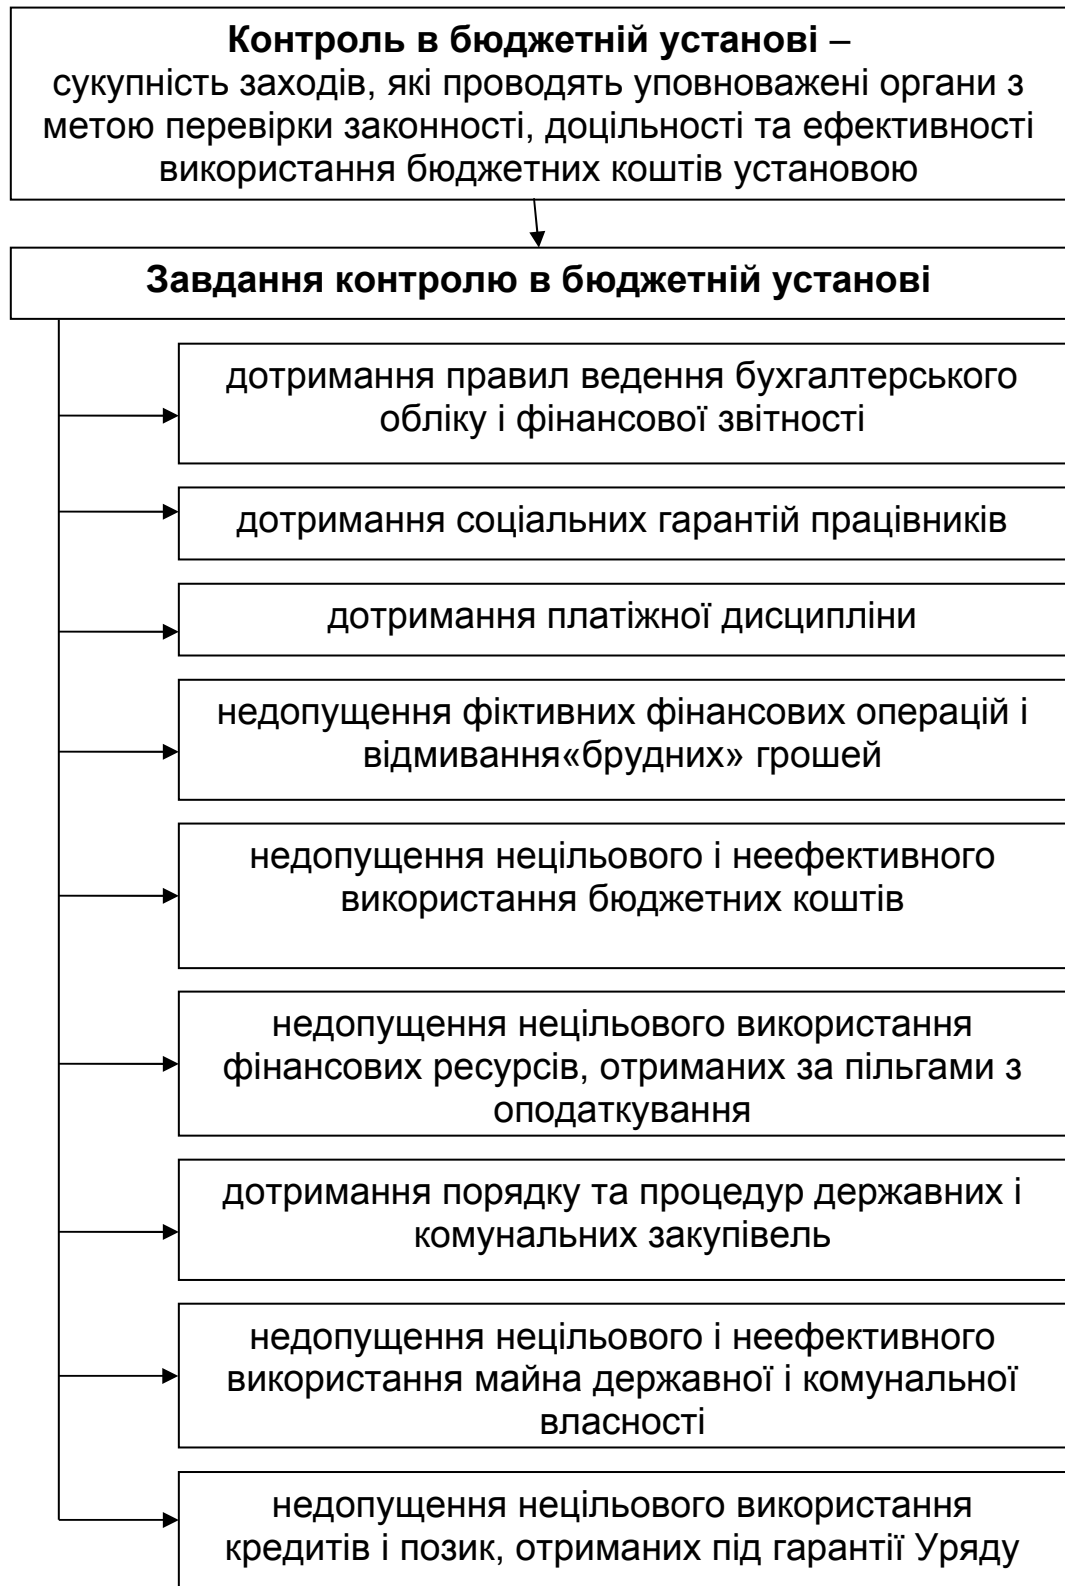 Контроль в бюджетній установі –
сукупність заходів, які проводять уповноважені органи з
метою перевірки законності, доцільності та ефективності
використання бюджетних коштів установою
Завдання контролю в бюджетній установі
дотримання правил ведення бухгалтерського
обліку і фінансової звітності
дотримання соціальних гарантій працівників
дотримання платіжної дисципліни
недопущення фіктивних фінансових операцій і
відмивання«брудних» грошей
недопущення нецільового і неефективного
використання бюджетних коштів
недопущення нецільового використання
фінансових ресурсів, отриманих за пільгами з
оподаткування
дотримання порядку та процедур державних і
комунальних закупівель
недопущення нецільового і неефективного
використання майна державної і комунальної
власності
недопущення нецільового використання
кредитів і позик, отриманих під гарантії Уряду